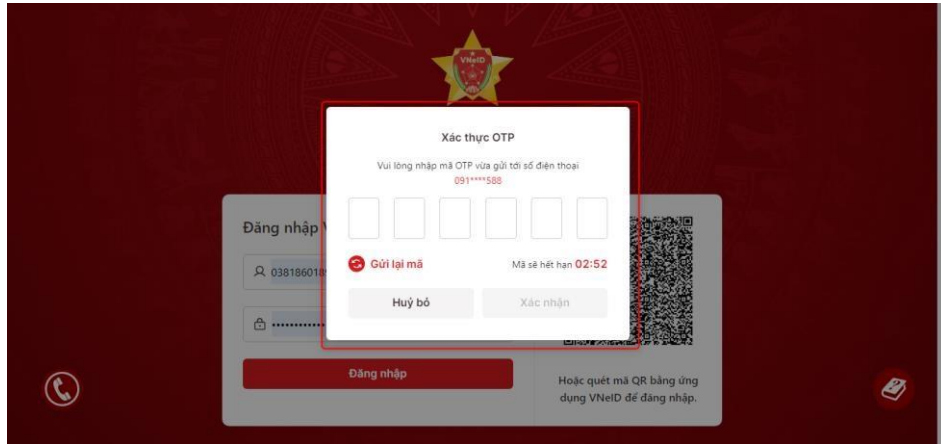 VNeID
Xác thực OTP
Vui lòng nhập mã OTP vừa gửi tới số điện thoại
091****588
Gửi lại mã
Mã sẽ hết hạn 02:52
Huỷ bỏ
Xác nhận
Đăng nhập
Đăng nhập
Hoặc quét mã QR bằng ứng
dụng VNeID để đăng nhập.